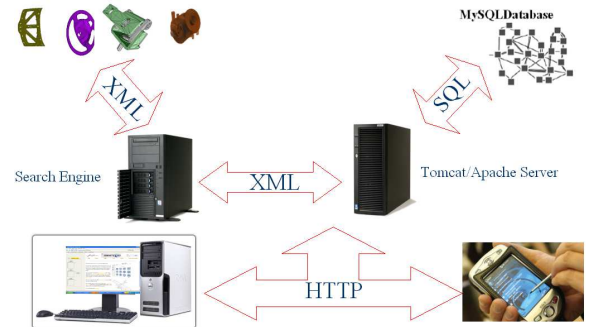 MySQLDatabase
XML
SQL
Search Engine
XML
Tomcat/Apache Server
HTTP